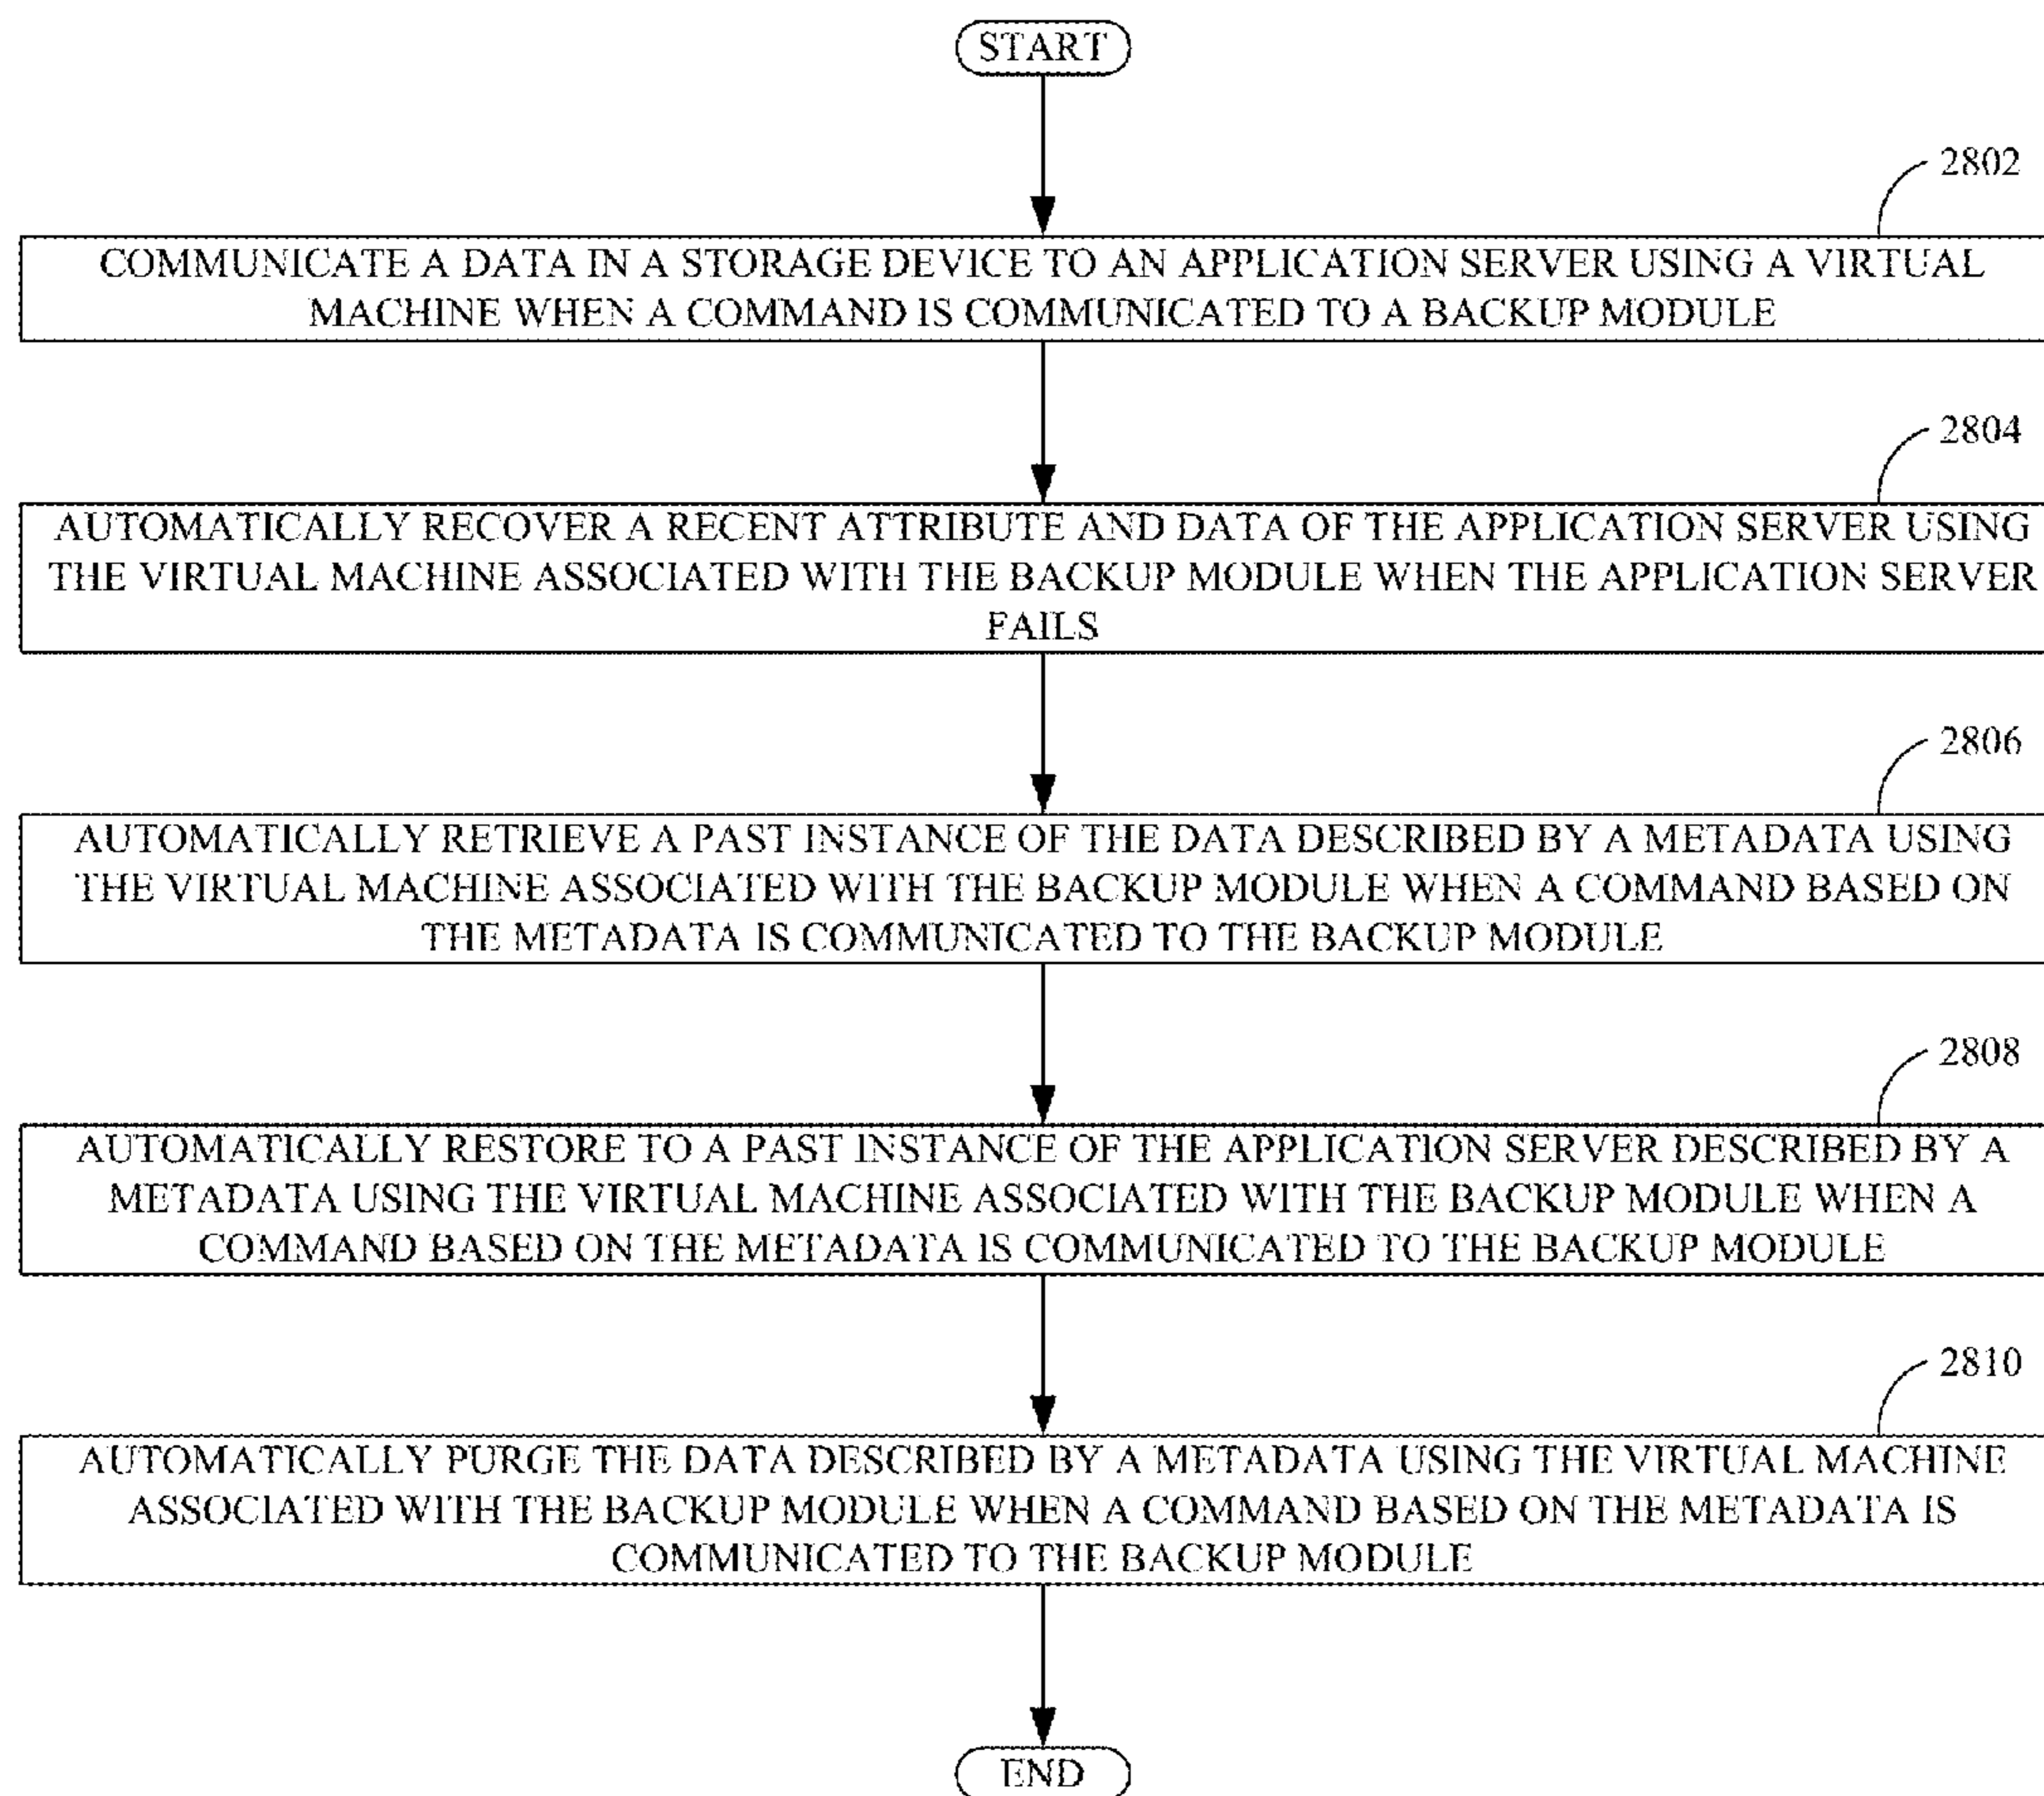 START
2802
COMMUNICATE A DATA IN A STORAGE DEVICE TO AN APPLICATION SERVER USING A VIRTUAL
MACHINE WHEN A COMMAND IS COMMUNICATED TO A BACKUP MODULE
2804
AUTOMATICALLY RECOVER A RECENT ATTRIBUTE AND DATA OF THE APPLICATION SERVER USING
THE VIRTUAL MACHINE ASSOCIATED WITH THE BACKUP MODULE WHEN THE APPLICATION SERVER
FAILS
2806
AUTOMATICALLY RETRIEVE A PAST INSTANCE OF THE DATA DESCRIBED BY A METADATA USING
THE VIRTUAL MACHINE ASSOCIATED WITH THE BACKUP MODULE WHEN A COMMAND BASED ON
THE METADATA IS COMMUNICATED TO THE BACKUP MODULE
2808
AUTOMATICALLY RESTORE TO A PAST INSTANCE OF THE APPLICATION SERVER DESCRIBED BY A
METADATA USING THE VIRTUAL MACHINE ASSOCIATED WITH THE BACKUP MODULE WHEN A
COMMAND BASED ON THE METADATA IS COMMUNICATED TO THE BACKUP MODULE
2810
AUTOMATICALLY PURGE THE DATA DESCRIBED BY A METADATA USING THE VIRTUAL MACHINE
ASSOCIATED WITH THE BACKUP MODULE WHEN A COMMAND BASED ON THE METADATA IS
COMMUNICATED TO THE BACKUP MODULE
END